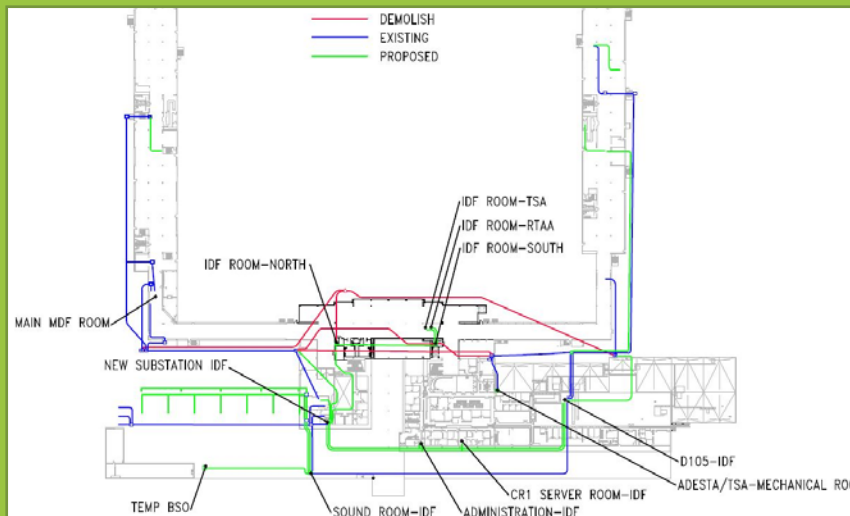 DEMOLISH
EXISTING
PROPOSED
IDF ROOM-TSA
IDF ROOM-RTAA
IDF ROOM-SOUTH
IDF ROOM-NORTH
MAIN MDF ROOM
NEW SUBSTATION IDF
D105-IDF
ADESTA/TSA-MECHANICAL RO
CR1 SERVER ROOM-IDF
TEMP BSO
SOUND ROOM-IDF
ADMINISTRATION-IDF